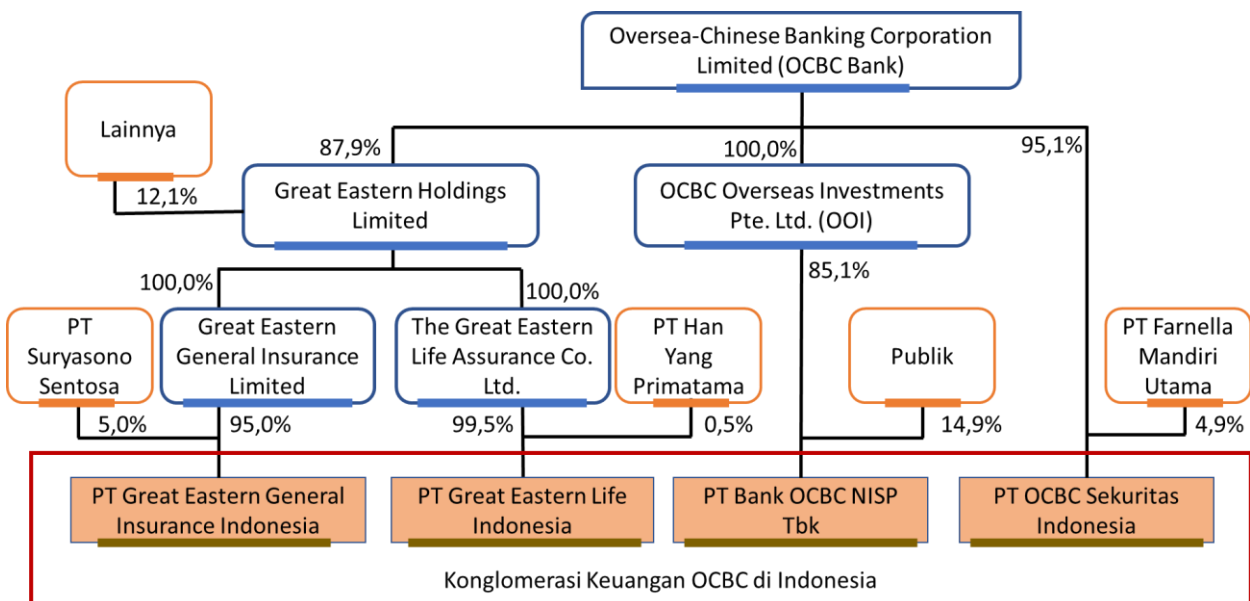 Oversea-Chinese Banking Corporation
Limited (OCBC Bank)
Lainnya
87,9%
100,0%
95,1%
12,1%
Great Eastern Holdings
Limited
OCBC Overseas Investments
Pte. Ltd. (OOI)
100,0%
100,0%
85,1%
PT
Suryasono
Sentosa
Great Eastern
General Insurance
Limited
The Great Eastern
Life Assurance Co.
Ltd.
PT Han
Yang
Primatama
Publik
PT Farnella
Mandiri
Utama
5,0%
95,0%
99,5%
0,5%
14,9%
4,9%
PT Great Eastern General
Insurance Indonesia
PT Great Eastern Life
Indonesia
PT Bank OCBC NISP
Tbk
PT OCBC Sekuritas
Indonesia
Konglomerasi Keuangan OCBC di Indonesia